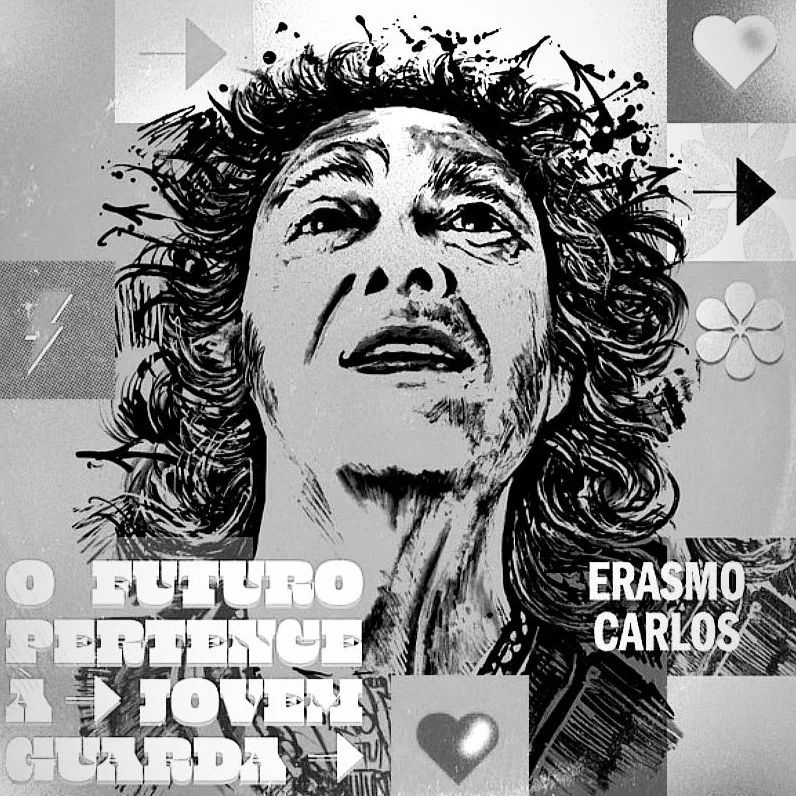 O FUTURO
PERTENCE
À → JOVEM
GUARDA →
ERASMO
CARLOS